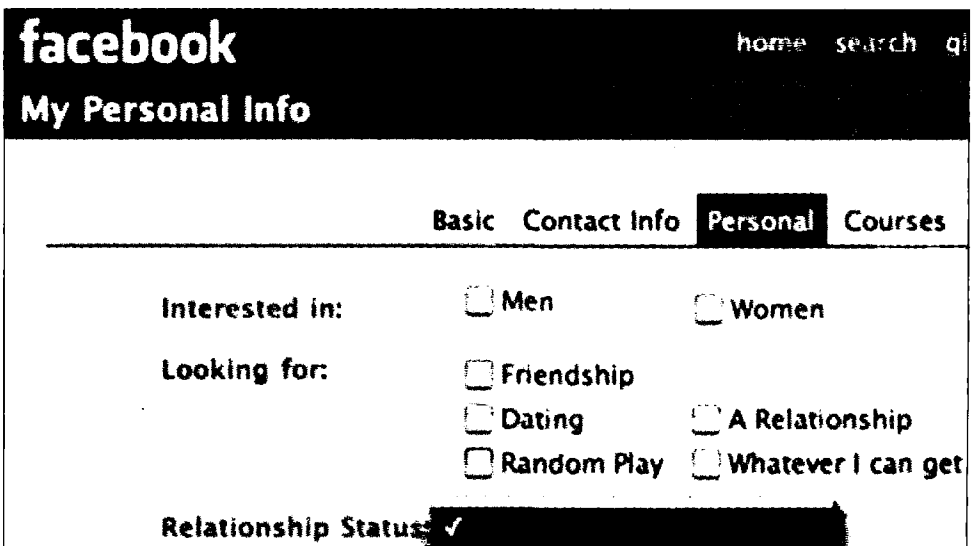 facebook
home search
My Personal Info
Basic Contact Info Personal Courses
Interested in: Men Women
Looking for: Friendship
Dating A Relationship
Random Play Whatever I can get
Relationship Status: